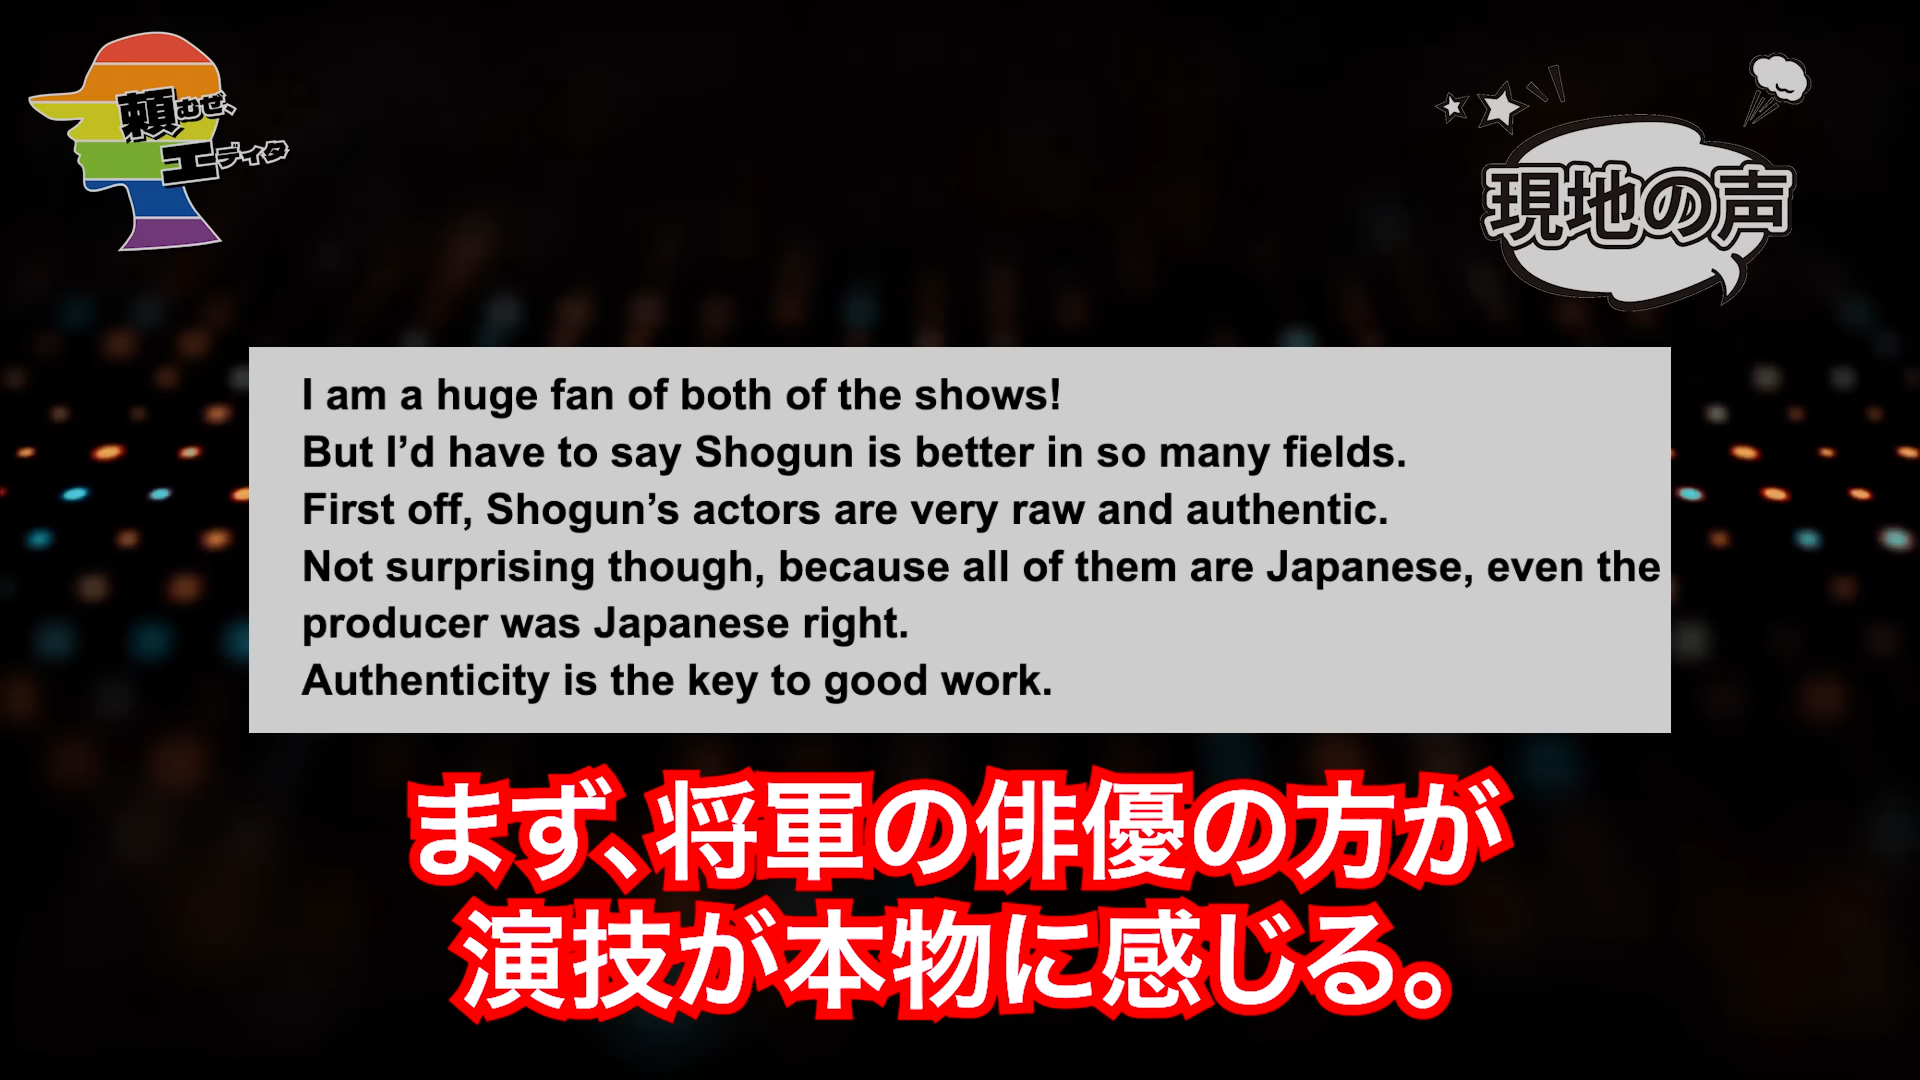 頼むぜ、
エディタ
現地の声
I am a huge fan of both of the shows!
But I’d have to say Shogun is better in so many fields.
First off, Shogun’s actors are very raw and authentic.
Not surprising though, because all of them are Japanese, even the
producer was Japanese right.
Authenticity is the key to good work.
まず、将軍の俳優の方が
演技が本物に感じる。